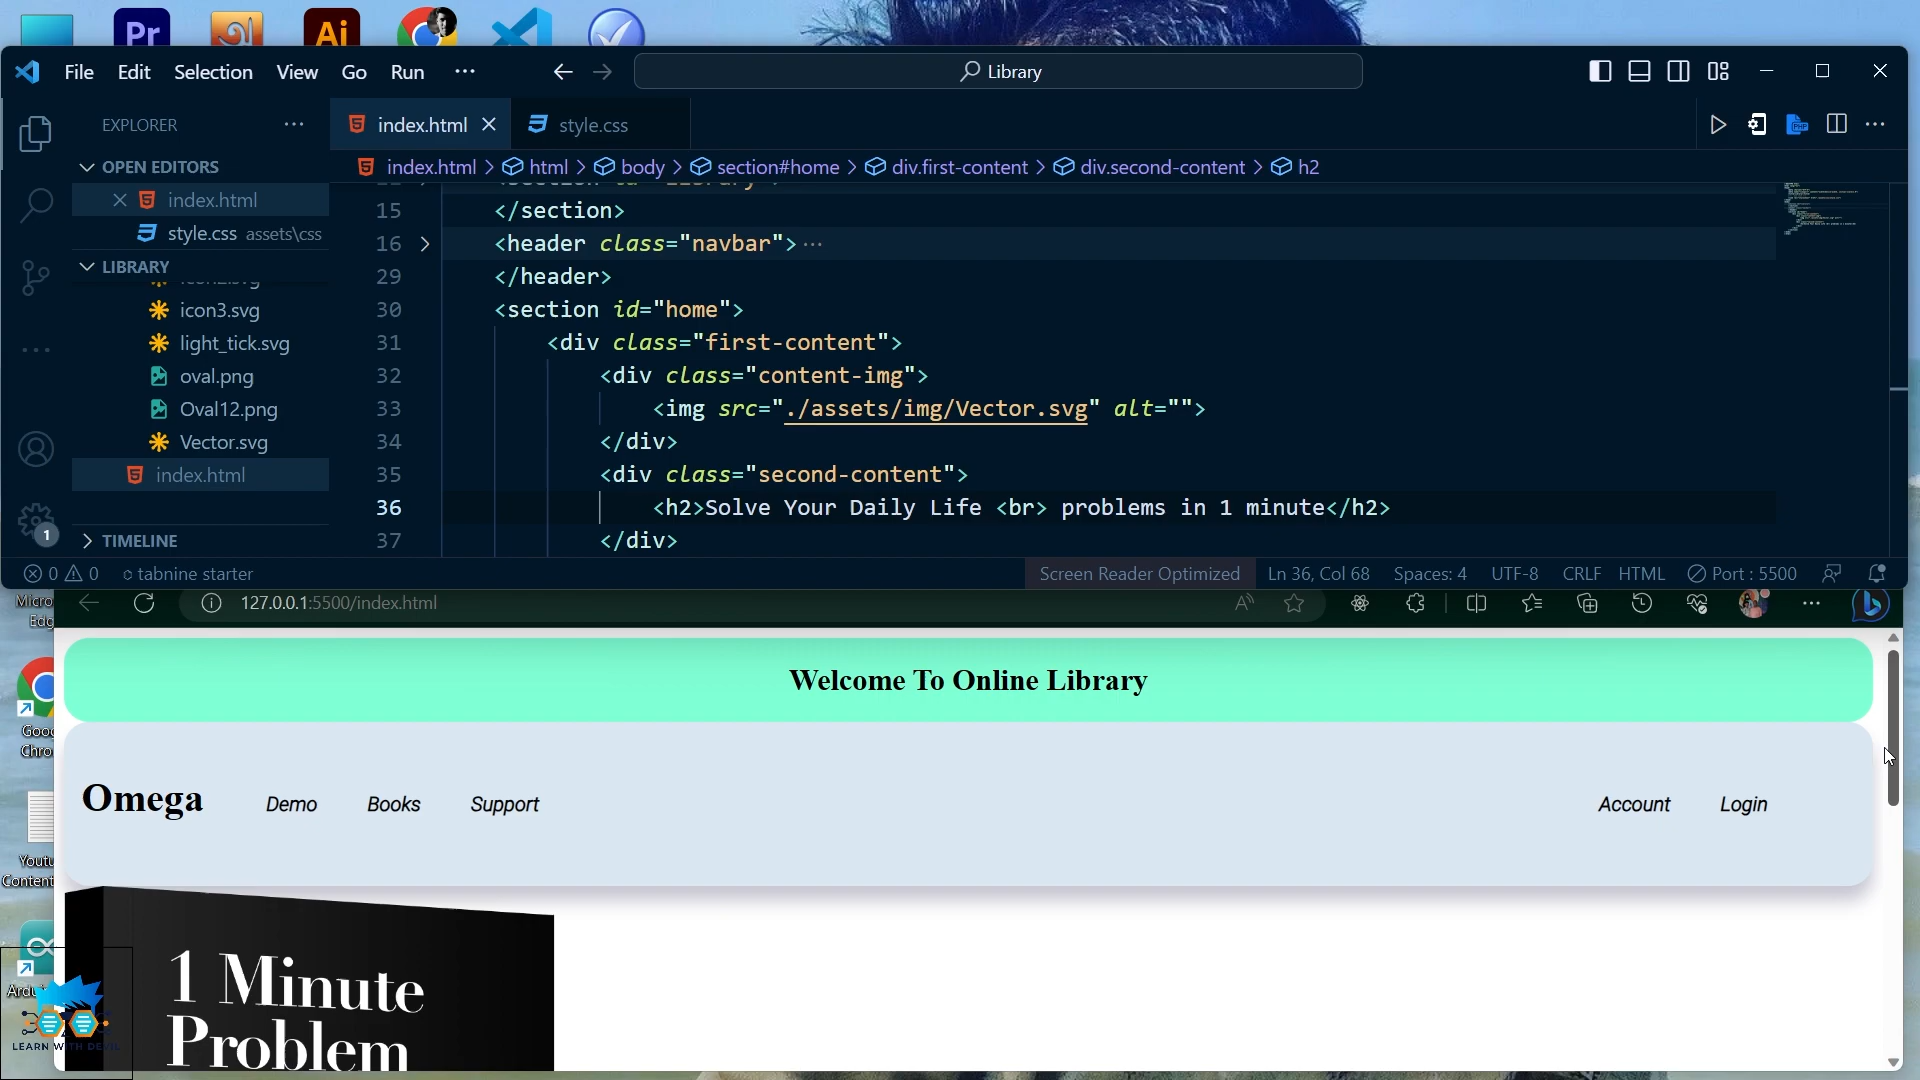 Pr
Ai
File Edit Selection View Go Run ...
Library
EXPLORER ...
index.html
style.css
OPEN EDITORS
index.html > html > body > section#home > div.first-content > div.second-content > h2
index.html
style.css assets\css
LIBRARY
icon3.svg
light_tick.svg
oval.png
Oval12.png
Vector.svg
index.html
TIMELINE
1
15 </section>
16 <header class="navbar"> ...
29 </header>
30 <section id="home">
31 <div class="first-content">
32 <div class="content-img">
33 <img src="./assets/img/Vector.svg" alt="">
34 </div>
35 <div class="second-content">
36 <h2>Solve Your Daily Life <br> problems in 1 minute</h2>
37 </div>
0 0 tabnine starter
Screen Reader Optimized Ln 36, Col 68 Spaces: 4 UTF-8 CRLF HTML Port : 5500
127.0.0.1:5500/index.html
Welcome To Online Library
Omega Demo Books Support Account Login
1 Minute
Problem
LEARN WITH DEVIL